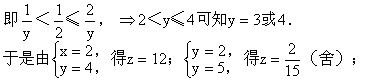 即 1/y < 1/2 ≤ 2/y, ⇒2<y≤4可知y=3或4.
于是由{x=2, y=4, 得z=12; {y=2, y=5, 得z=2/15 (舍);